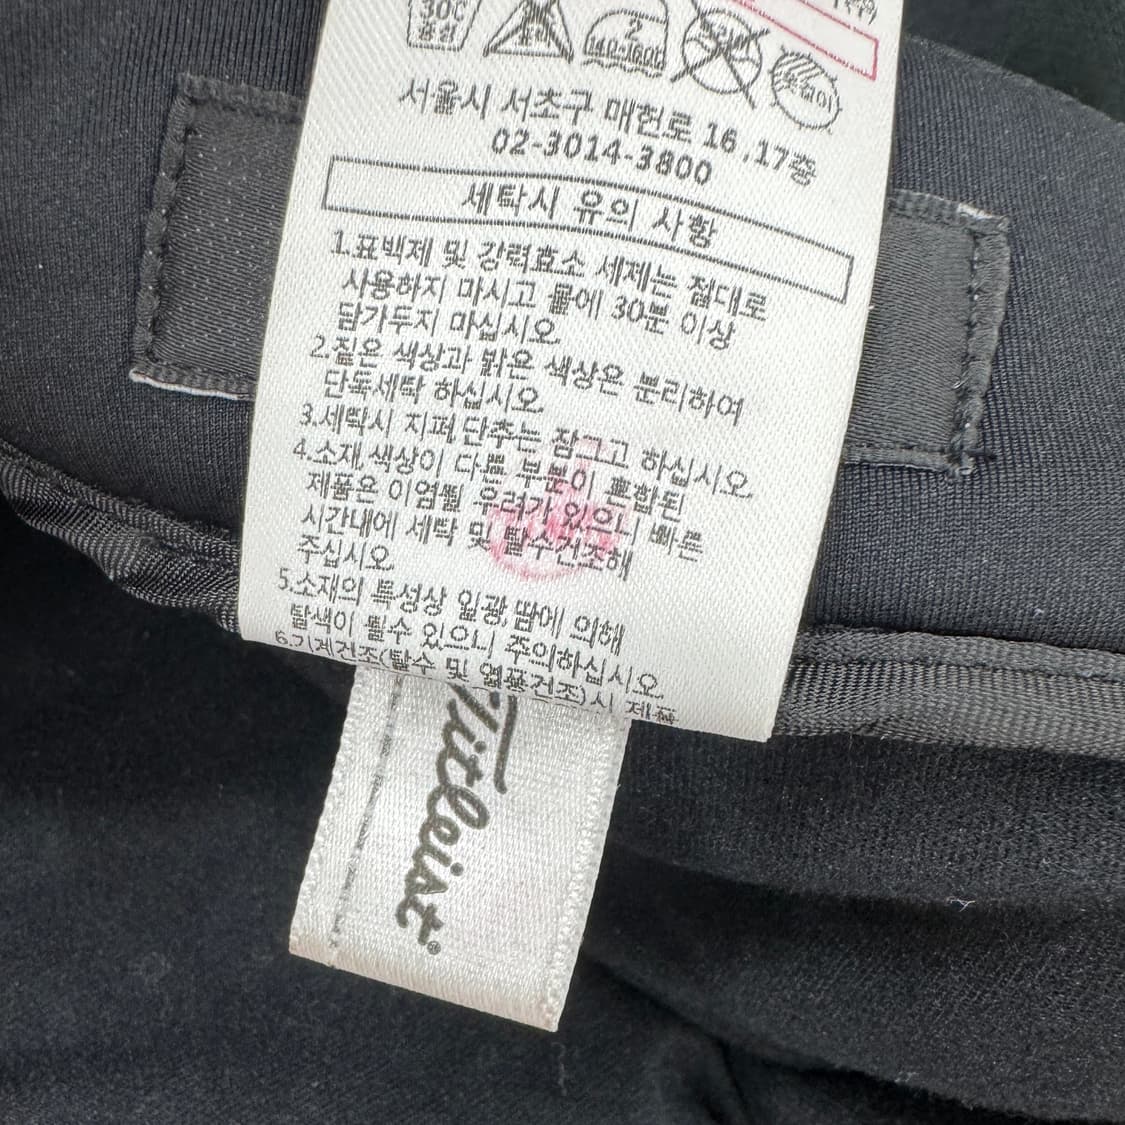 30℃
중성
2
140-160℃
서울시 서초구 매헌로 16 ,17층
02-3014-3800
세탁시 유의 사항
1.표백제 및 강력효소 세제는 절대로
사용하지 마시고 물에 30분 이상
담가두지 마십시오.
2.짙은 색상과 밝은 색상은 분리하여
단독세탁 하십시오.
3.세탁시 지퍼,단추는 잠그고 하십시오.
4.소재,색상이 다른 부분이 혼합된
제품은 이염될 우려가 있으니 빠른
시간내에 세탁 및 탈수건조해
주십시오.
5.소재의 특성상 일광,땀에 의해
탈색이 될수 있으니 주의하십시오.
6.기계건조(탈수 및 열풍건조)시 제품
Titleist®